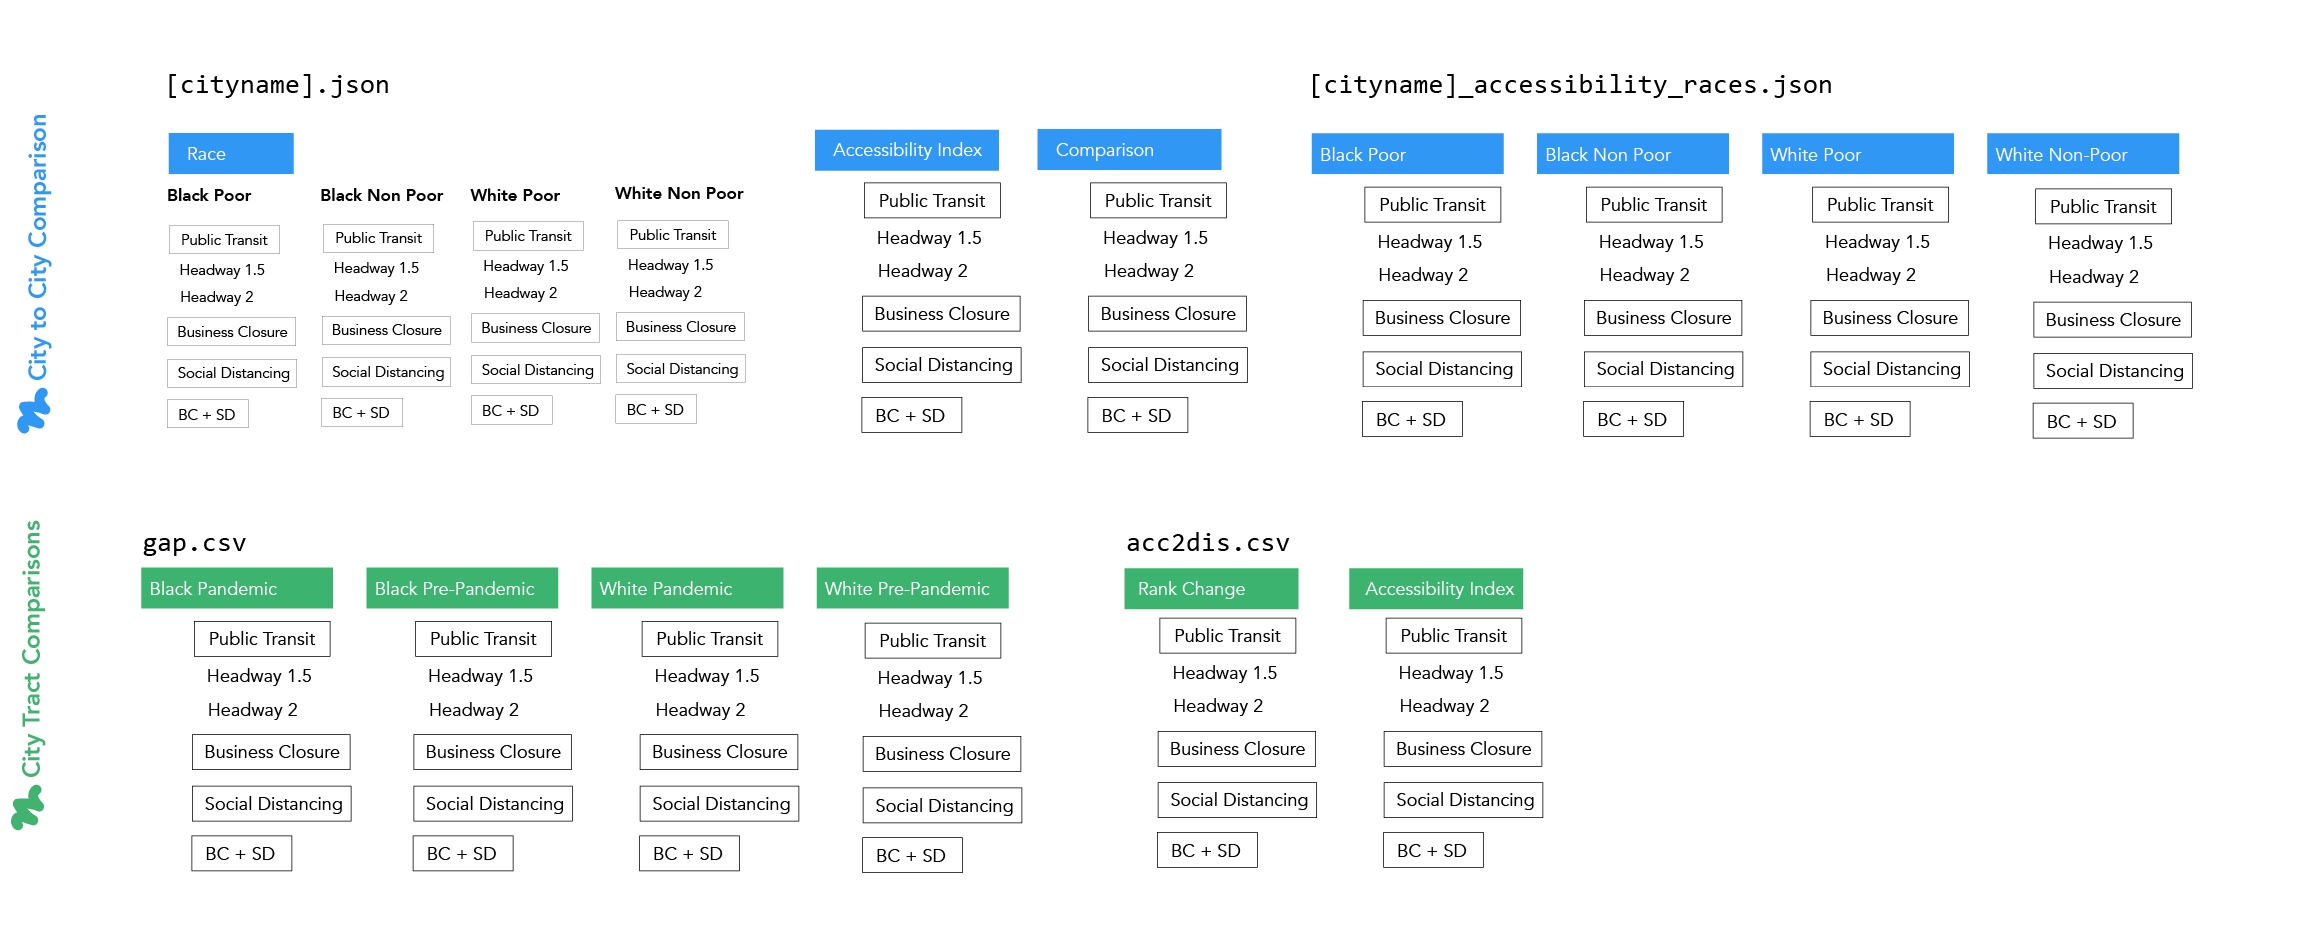 City to City Comparison
[cityname].json
Race
Black Poor
Public Transit
Headway 1.5
Headway 2
Business Closure
Social Distancing
BC + SD
Black Non Poor
Public Transit
Headway 1.5
Headway 2
Business Closure
Social Distancing
BC + SD
White Poor
Public Transit
Headway 1.5
Headway 2
Business Closure
Social Distancing
BC + SD
White Non Poor
Public Transit
Headway 1.5
Headway 2
Business Closure
Social Distancing
BC + SD
Accessibility Index
Public Transit
Headway 1.5
Headway 2
Business Closure
Social Distancing
BC + SD
Comparison
Public Transit
Headway 1.5
Headway 2
Business Closure
Social Distancing
BC + SD
[cityname]_accessibility_races.json
Black Poor
Public Transit
Headway 1.5
Headway 2
Business Closure
Social Distancing
BC + SD
Black Non Poor
Public Transit
Headway 1.5
Headway 2
Business Closure
Social Distancing
BC + SD
White Poor
Public Transit
Headway 1.5
Headway 2
Business Closure
Social Distancing
BC + SD
White Non-Poor
Public Transit
Headway 1.5
Headway 2
Business Closure
Social Distancing
BC + SD
City Tract Comparisons
gap.csv
Black Pandemic
Public Transit
Headway 1.5
Headway 2
Business Closure
Social Distancing
BC + SD
Black Pre-Pandemic
Public Transit
Headway 1.5
Headway 2
Business Closure
Social Distancing
BC + SD
White Pandemic
Public Transit
Headway 1.5
Headway 2
Business Closure
Social Distancing
BC + SD
White Pre-Pandemic
Public Transit
Headway 1.5
Headway 2
Business Closure
Social Distancing
BC + SD
acc2dis.csv
Rank Change
Public Transit
Headway 1.5
Headway 2
Business Closure
Social Distancing
BC + SD
Accessibility Index
Public Transit
Headway 1.5
Headway 2
Business Closure
Social Distancing
BC + SD